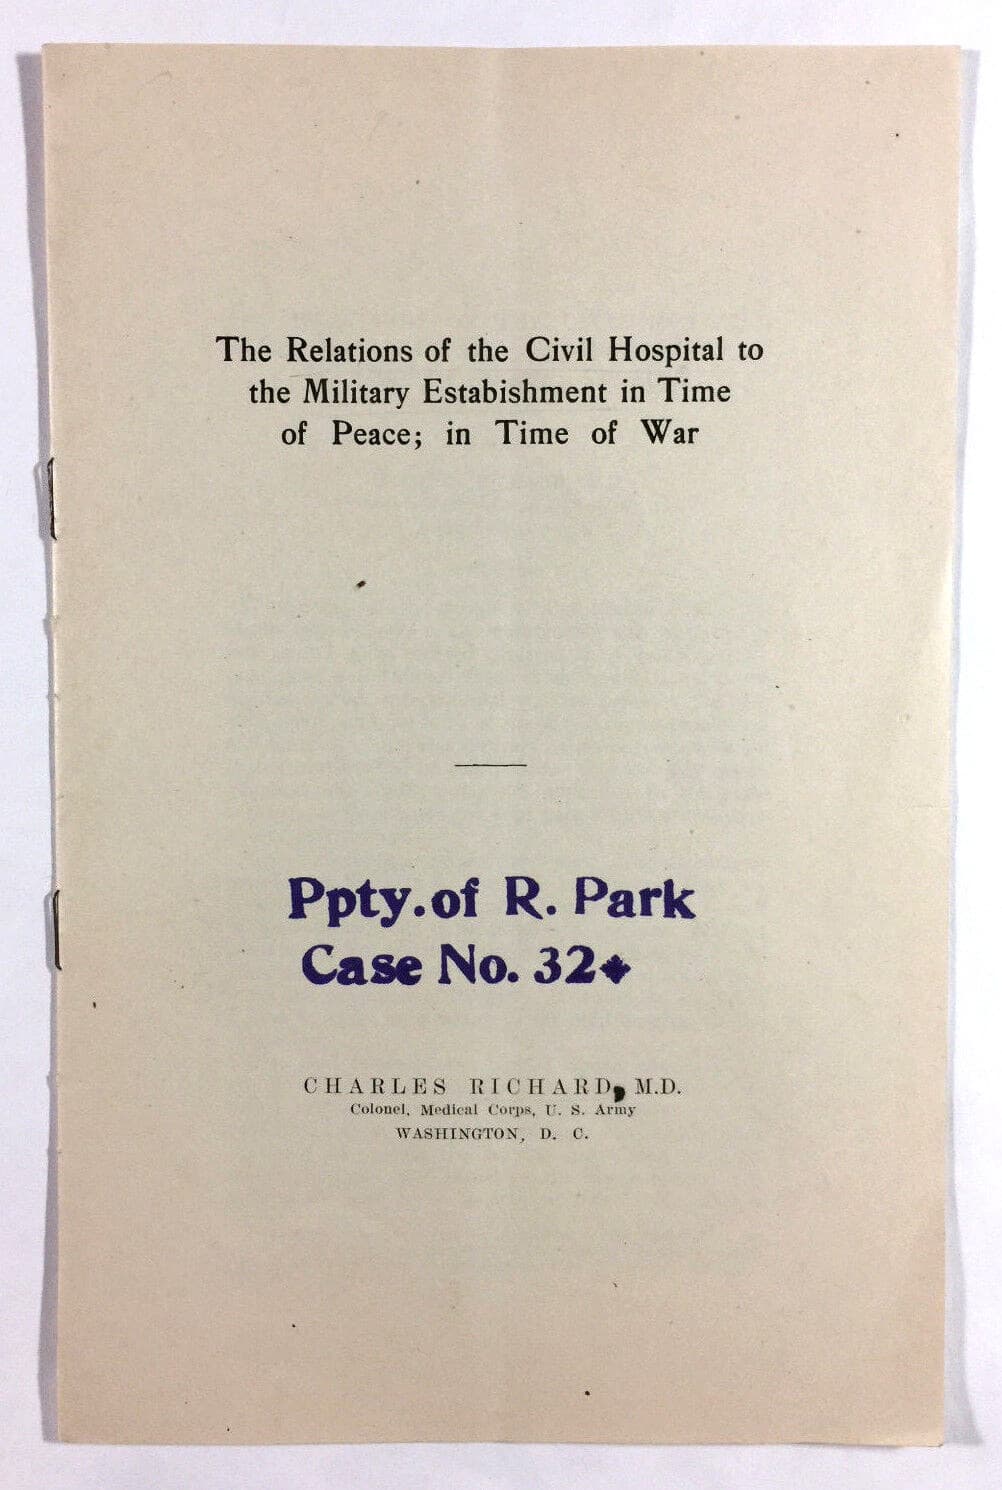 The Relations of the Civil Hospital to
the Military Estabishment in Time
of Peace; in Time of War
Ppty. of R. Park
Case No. 32
CHARLES RICHARD, M.D.
Colonel, Medical Corps, U. S. Army
WASHINGTON, D. C.